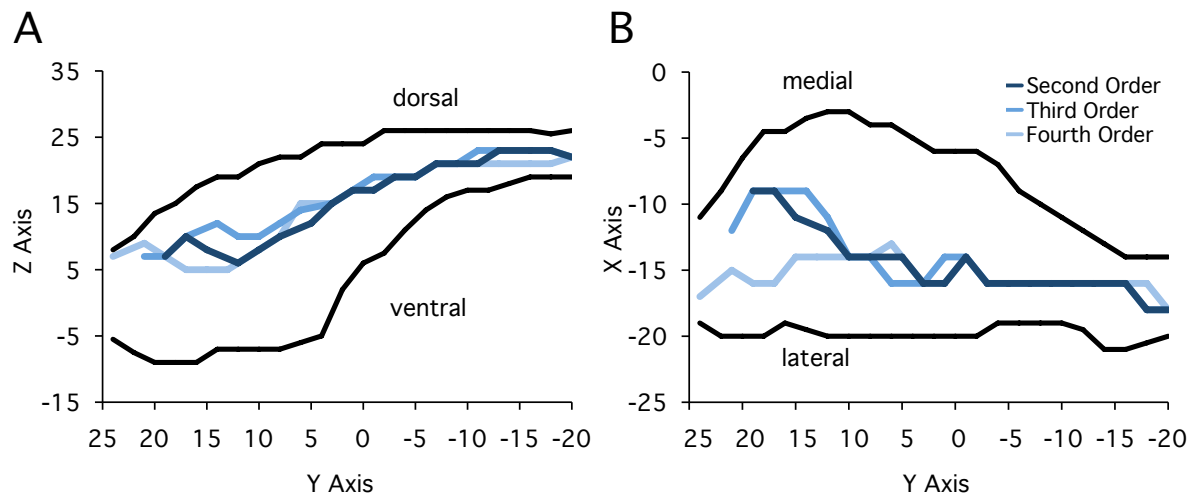 A
35
25
15
5
-5
-15
Z Axis
dorsal
ventral
25 20 15 10 5 0 -5 -10 -15 -20
Y Axis
B
0
-5
-10
-15
-20
-25
X Axis
medial
lateral
Second Order
Third Order
Fourth Order
25 20 15 10 5 0 -5 -10 -15 -20
Y Axis